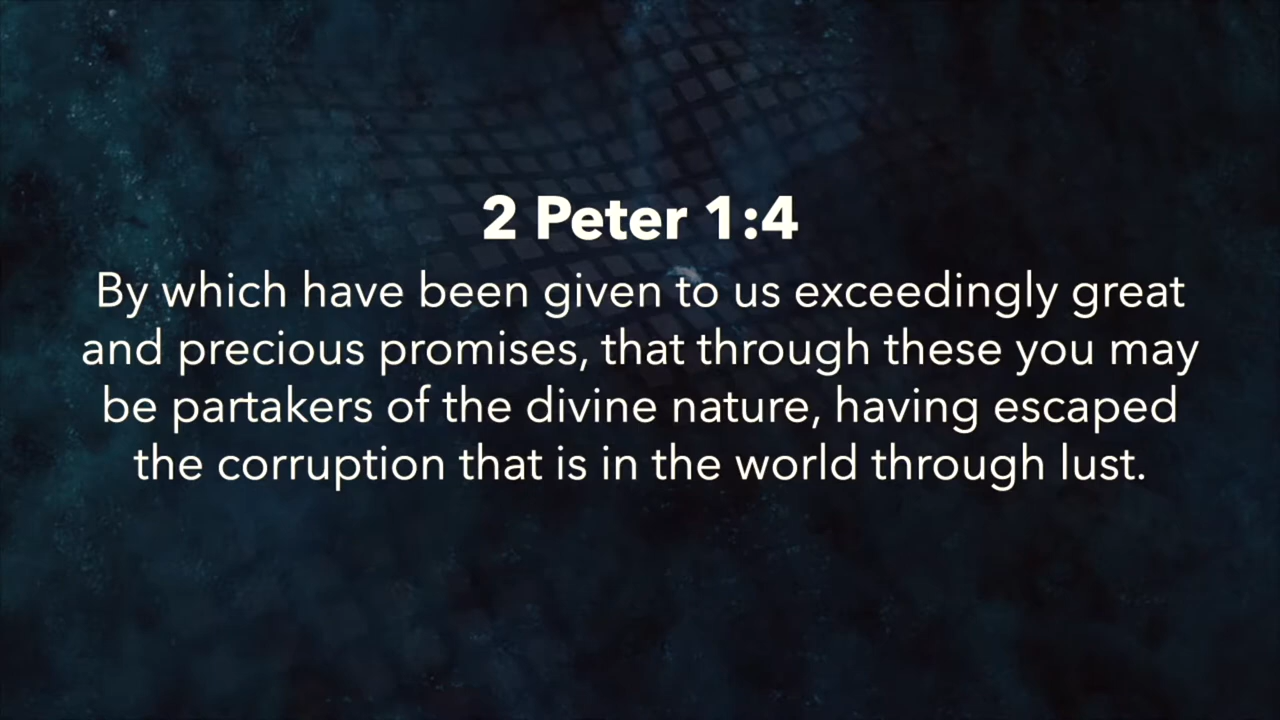 2 Peter 1:4
By which have been given to us exceedingly great
and precious promises, that through these you may
be partakers of the divine nature, having escaped
the corruption that is in the world through lust.